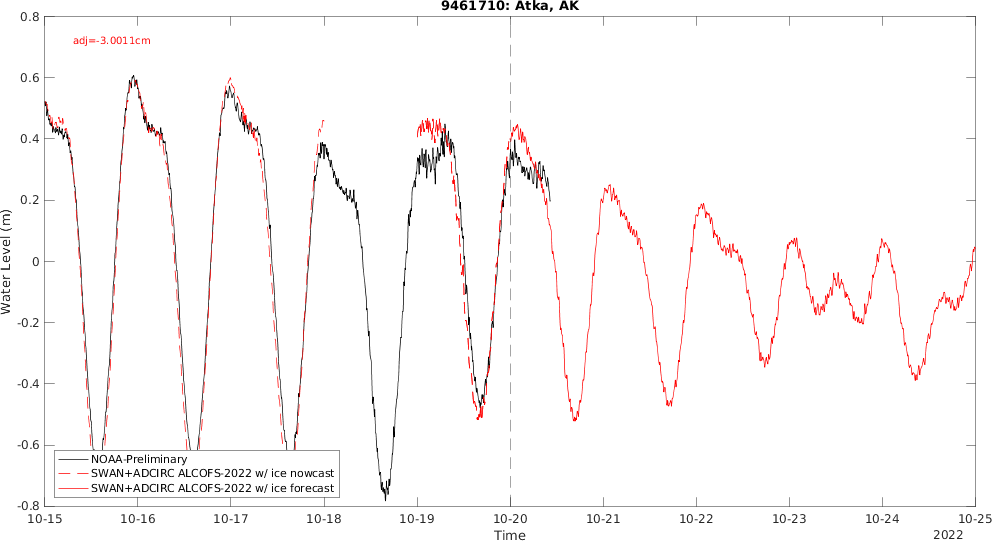 9461710: Atka, AK
adj=-3.0011cm
Water Level (m)
0.8
0.6
0.4
0.2
0
-0.2
-0.4
-0.6
-0.8
NOAA-Preliminary
SWAN+ADCIRC ALCOFS-2022 w/ ice nowcast
SWAN+ADCIRC ALCOFS-2022 w/ ice forecast
10-15 10-16 10-17 10-18 10-19 10-20 10-21 10-22 10-23 10-24 10-25
Time
2022